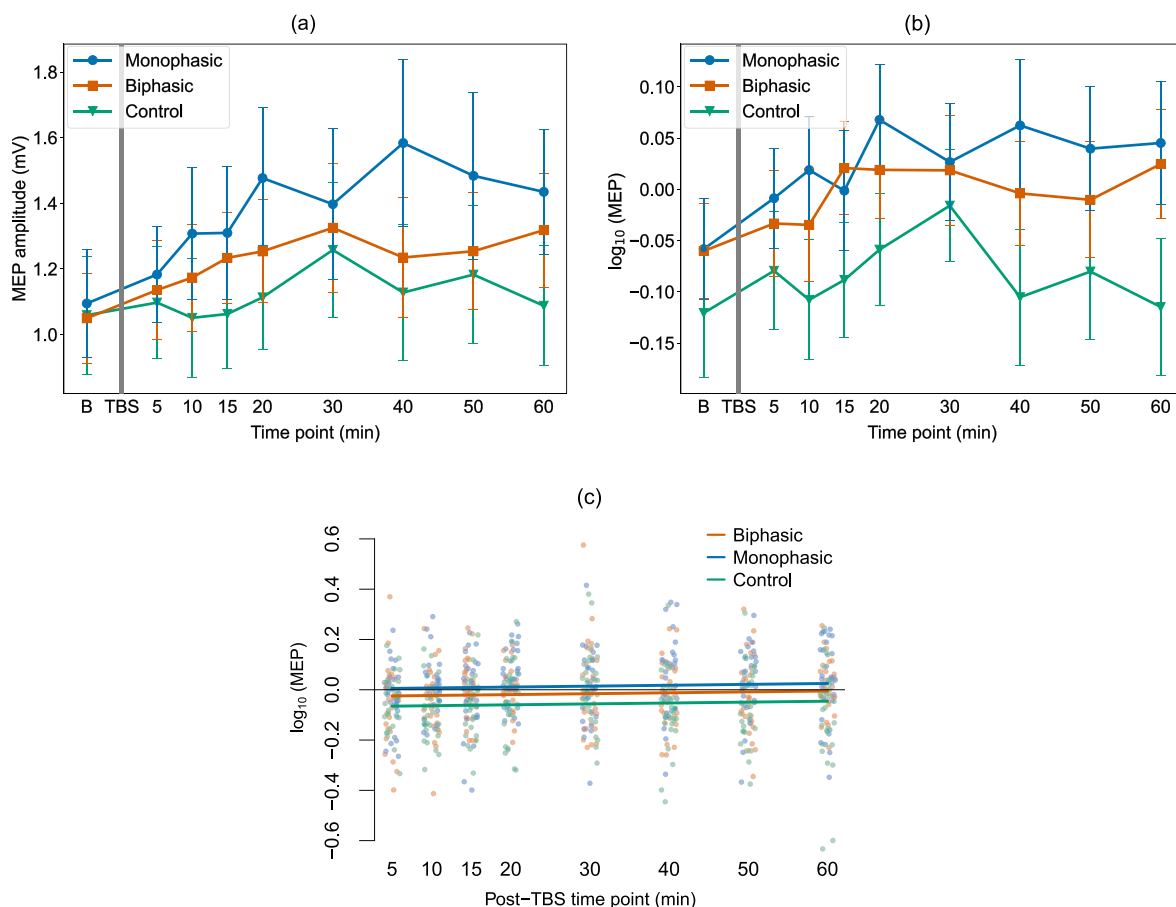 (a)
Monophasic
Biphasic
Control
MEP amplitude (mV)
1.8
1.6
1.4
1.2
1.0
B TBS 5 10 15 20 30 40 50 60
Time point (min)
(b)
Monophasic
Biphasic
Control
log10 (MEP)
0.10
0.05
0.00
−0.05
−0.10
−0.15
B TBS 5 10 15 20 30 40 50 60
Time point (min)
(c)
Biphasic
Monophasic
Control
log10 (MEP)
0.6
0.4
0.2
0.0
−0.2
−0.4
−0.6
5 10 15 20 30 40 50 60
Post−TBS time point (min)